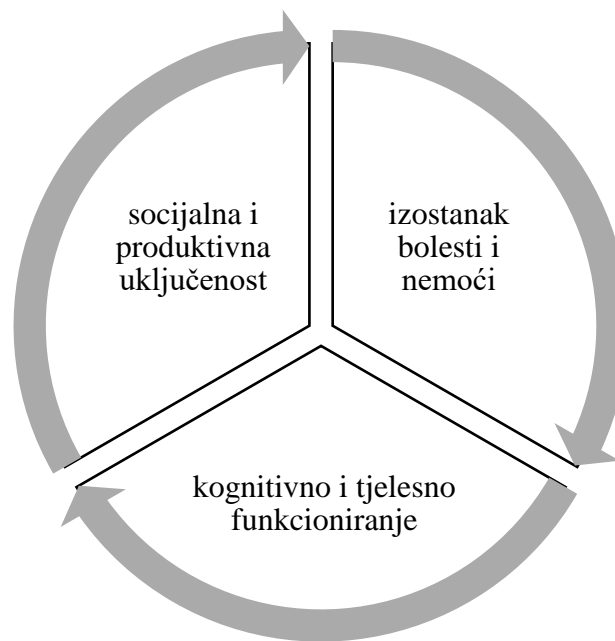 socijalna i
produktivna
uključenost
izostanak
bolesti i
nemoći
kognitivno i tjelesno
funkcioniranje